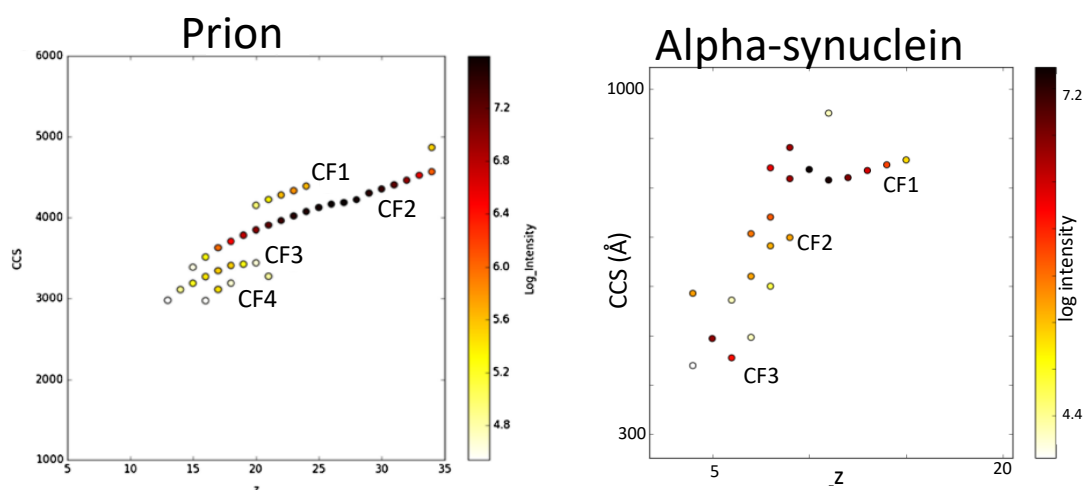 Prion
6000
5000
4000
3000
2000
1000
CCS
5
10
15
20
25
30
35
CF1
CF2
CF3
CF4
7.2
6.8
6.4
6.0
5.6
5.2
4.8
Log_Intensity
Alpha-synuclein
1000
300
CCS (Å)
5
20
_Z
CF1
CF2
CF3
7.2
4.4
log intensity